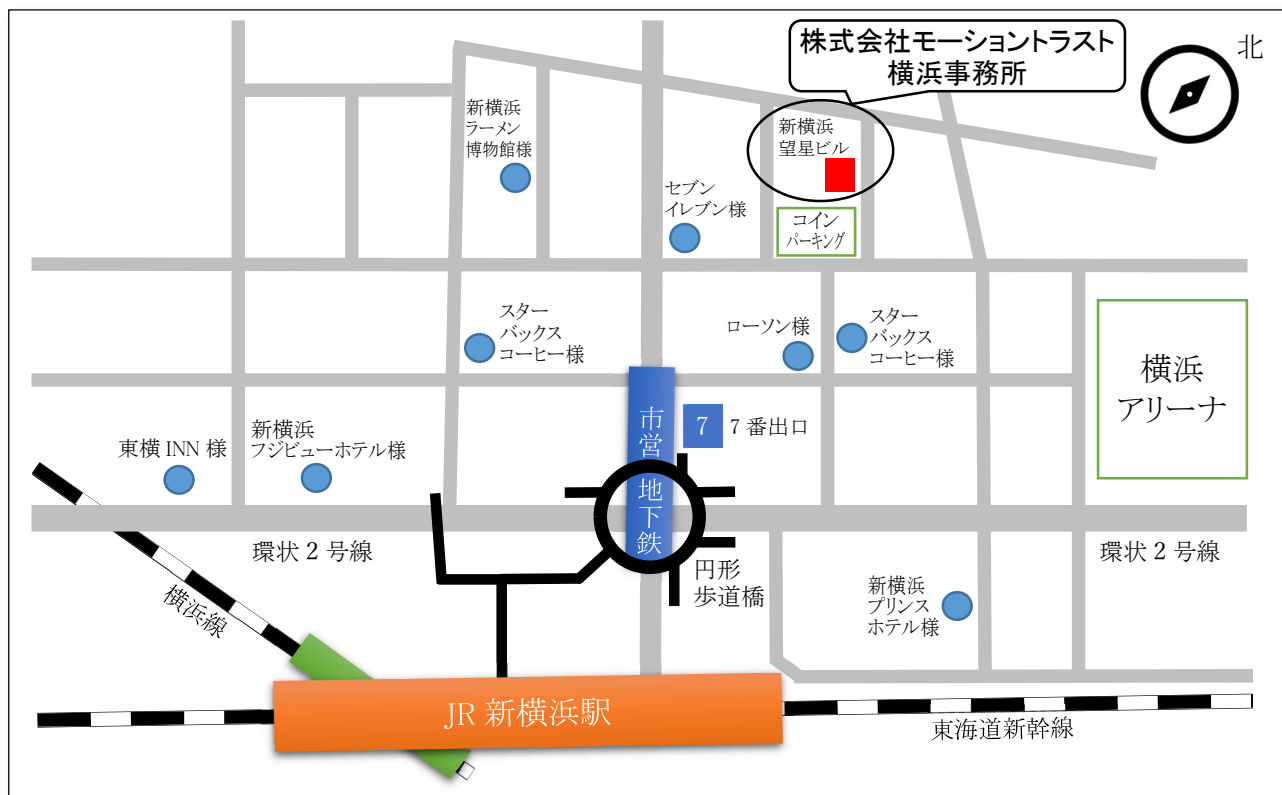 株式会社モーショントラスト
横浜事務所
北
新横浜
ラーメン
博物館様
新横浜
望星ビル
セブン
イレブン様
コイン
パーキング
スター
バックス
コーヒー様
ローソン様
スター
バックス
コーヒー様
横浜
アリーナ
市営地下鉄
7
7番出口
東横 INN 様
新横浜
フジビューホテル様
環状 2 号線
環状 2 号線
円形
歩道橋
横浜線
新横浜
プリンス
ホテル様
JR 新横浜駅
東海道新幹線